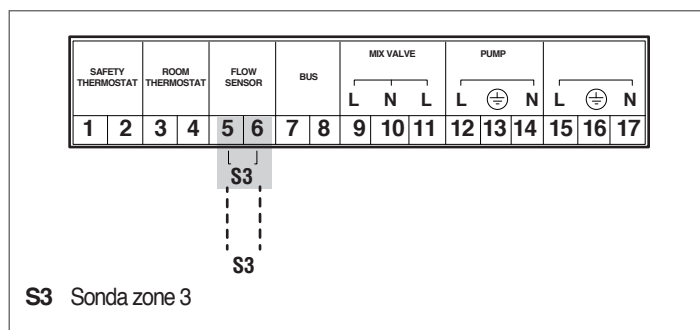 MIX VALVE PUMP
SAFETY THERMOSTAT ROOM THERMOSTAT FLOW SENSOR BUS
L N L L N L N
1 2 3 4 5 6 7 8 9 10 11 12 13 14 15 16 17
S3
S3
S3 Sonda zone 3